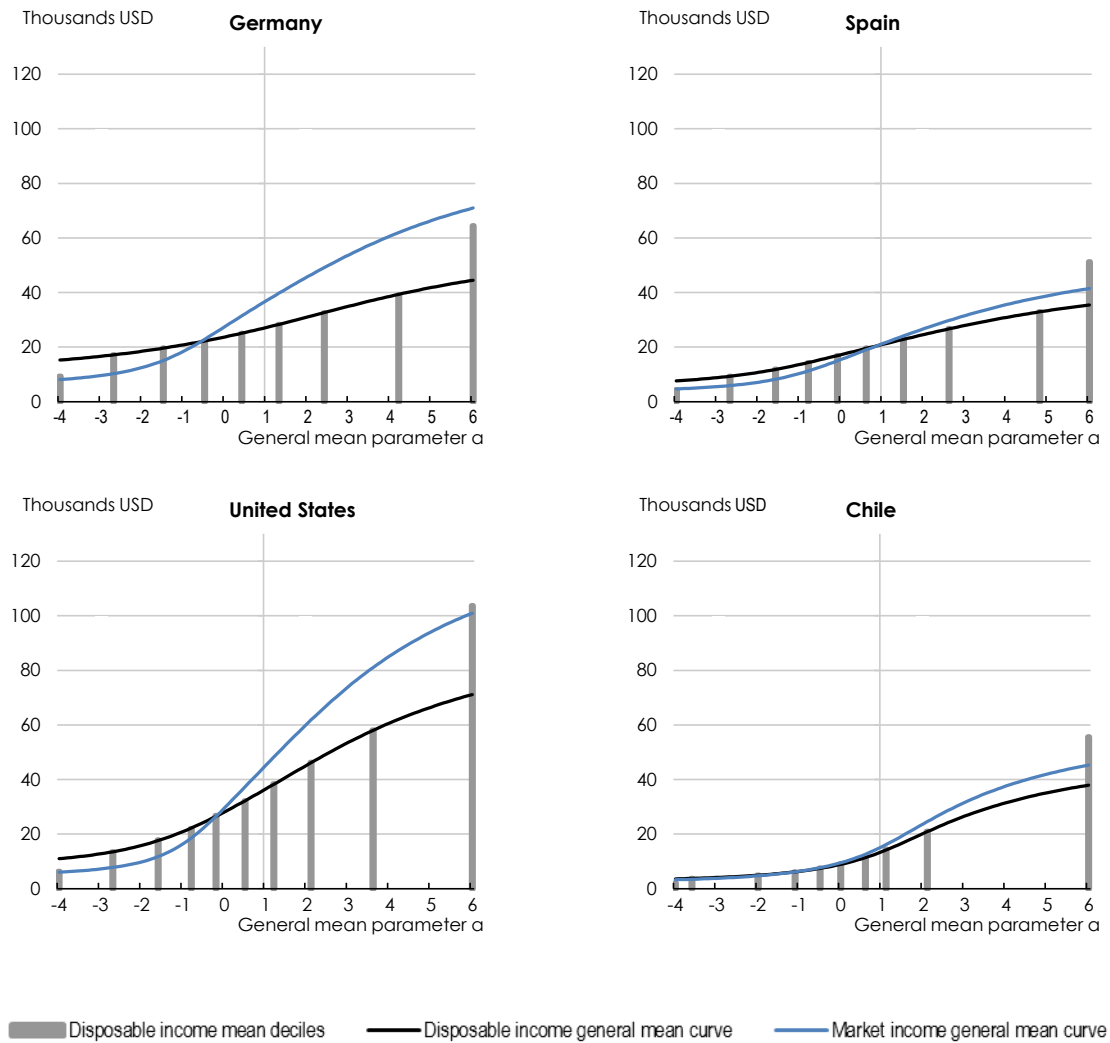 Thousands USD
Germany
120
100
80
60
40
20
0
-4 -3 -2 -1 0 1 2 3 4 5 6
General mean parameter a
Thousands USD
Spain
120
100
80
60
40
20
0
-4 -3 -2 -1 0 1 2 3 4 5 6
General mean parameter a
Thousands USD
United States
120
100
80
60
40
20
0
-4 -3 -2 -1 0 1 2 3 4 5 6
General mean parameter a
Thousands USD
Chile
120
100
80
60
40
20
0
-4 -3 -2 -1 0 1 2 3 4 5 6
General mean parameter a
Disposable income mean deciles Disposable income general mean curve Market income general mean curve